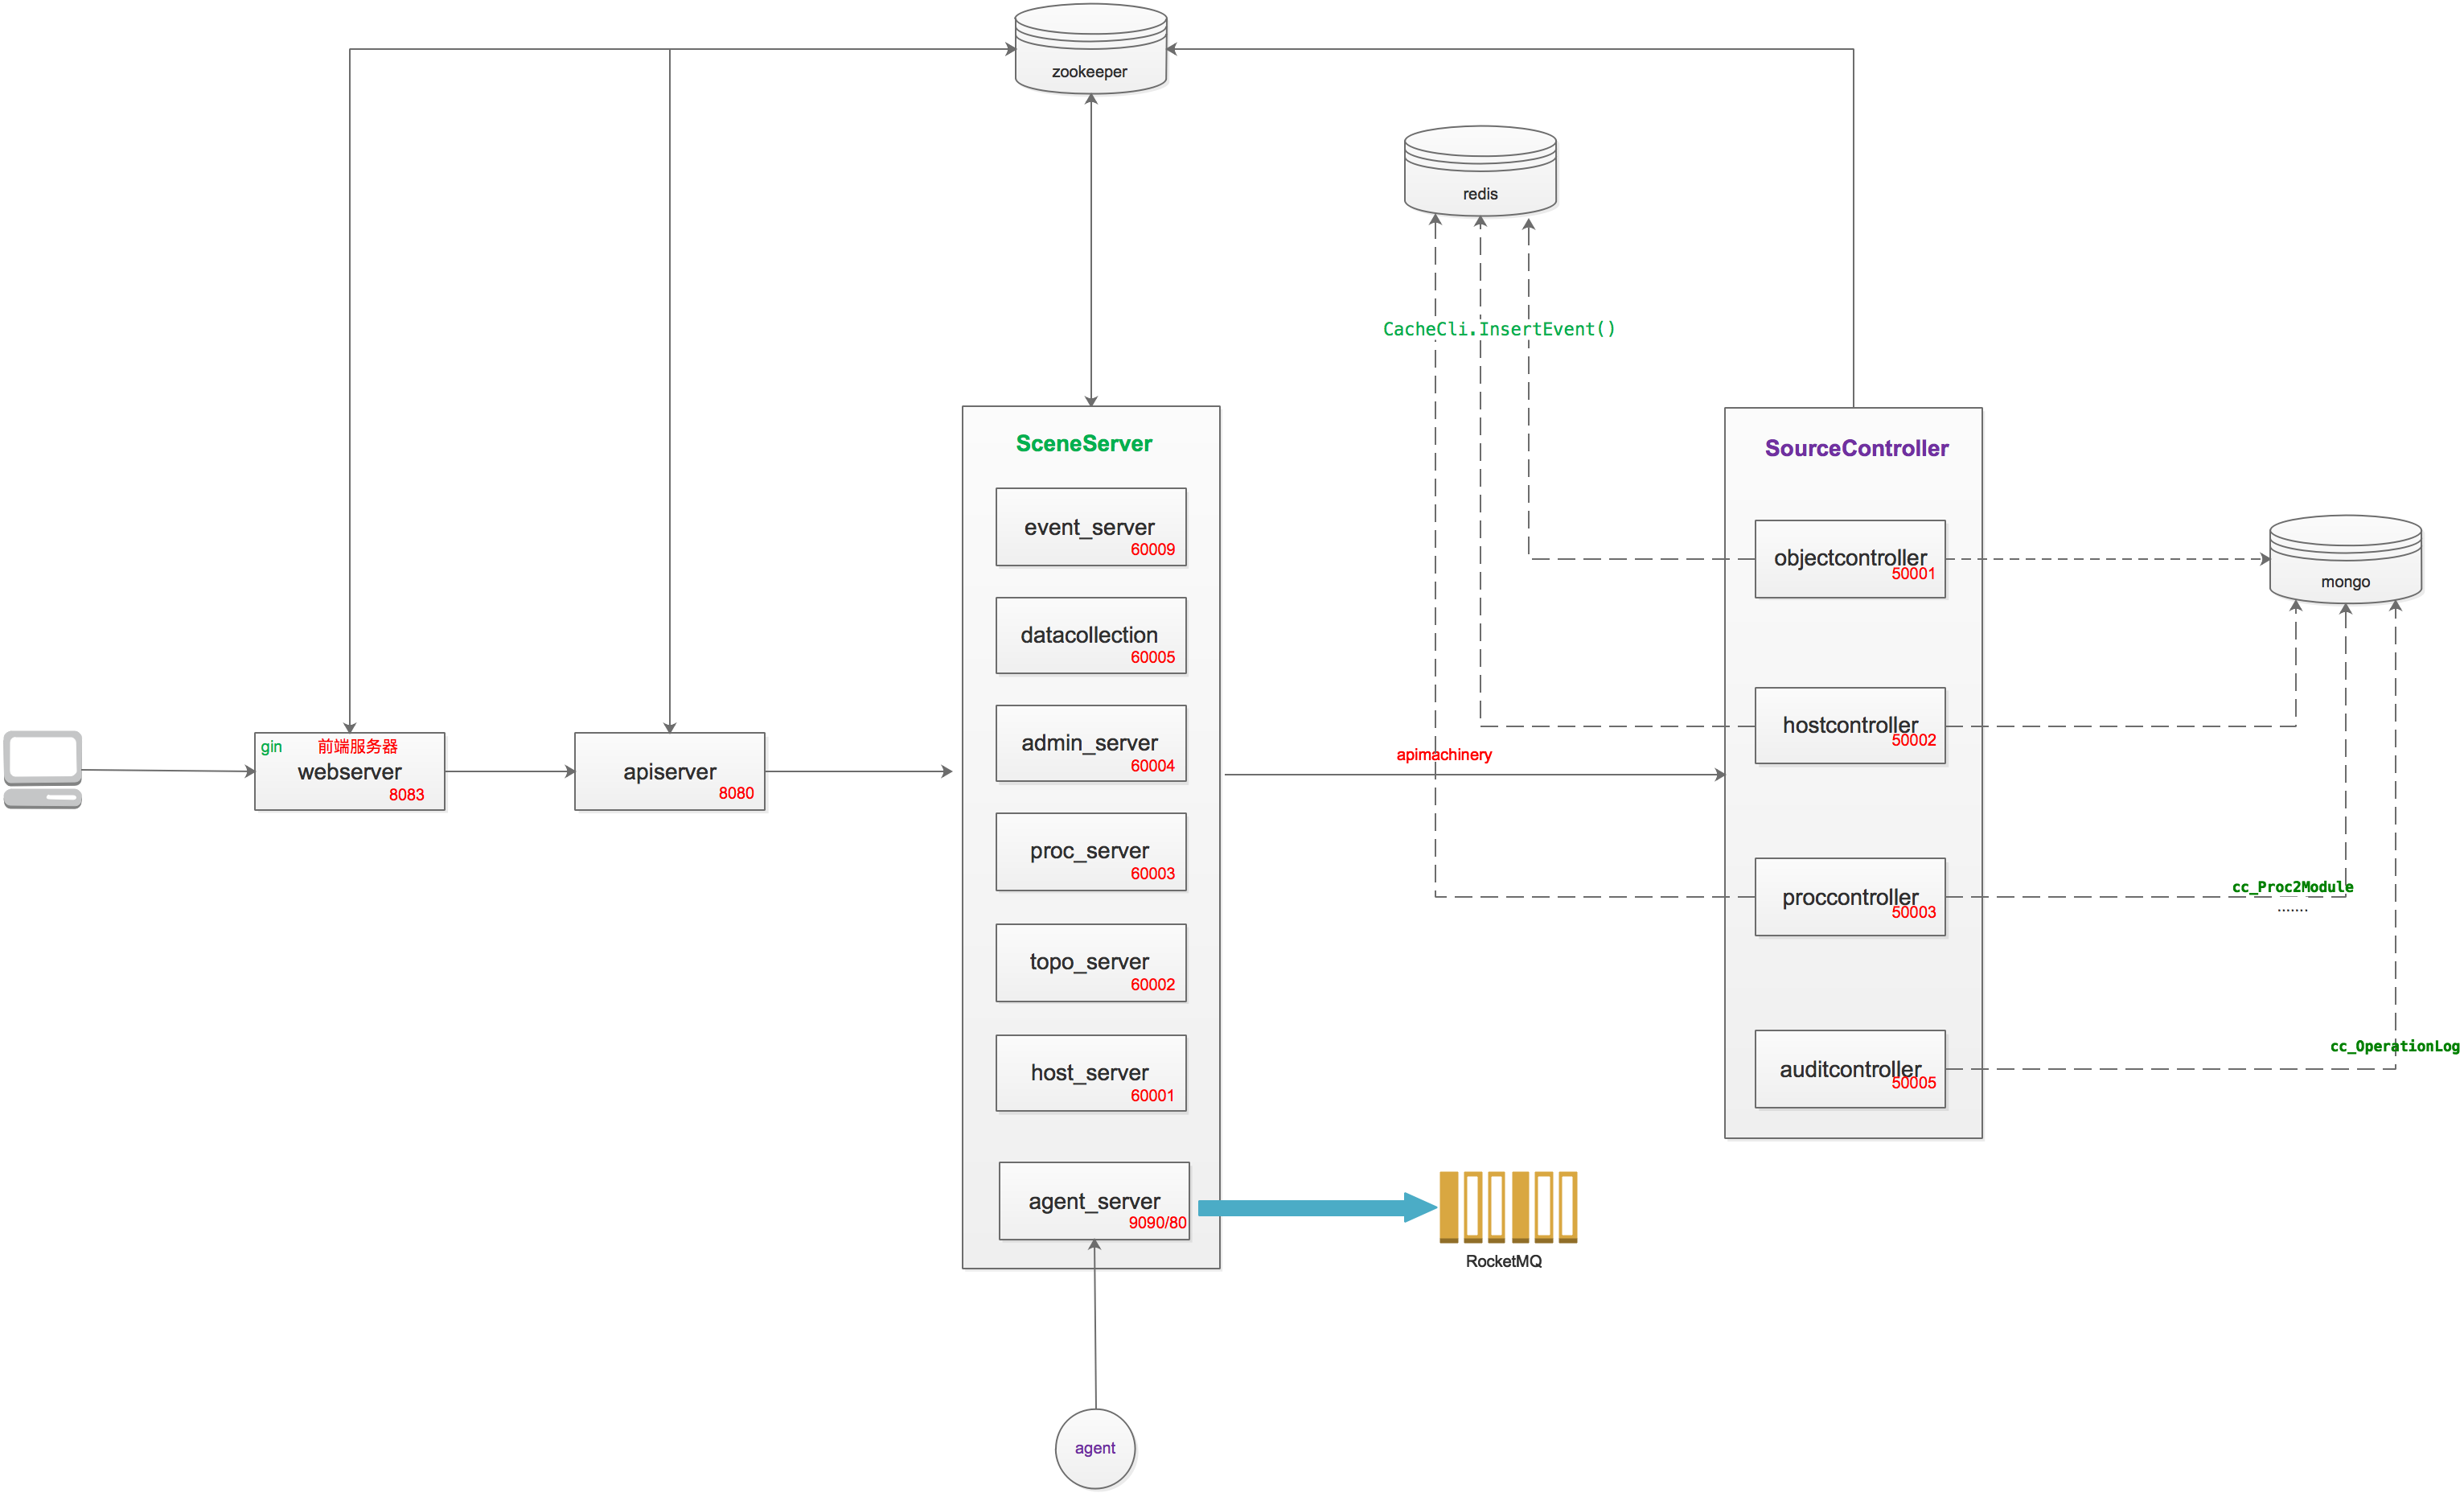 zookeeper
redis
CacheCli.InsertEvent()
SceneServer
event_server
60009
datacollection
60005
admin_server
60004
proc_server
60003
topo_server
60002
host_server
60001
agent_server
9090/80
gin 前端服务器
webserver
8083
apiserver
8080
apimachinery
SourceController
objectcontroller
50001
hostcontroller
50002
proccontroller
50003
auditcontroller
50005
mongo
cc_Proc2Module
.......
cc_OperationLog
RocketMQ
agent